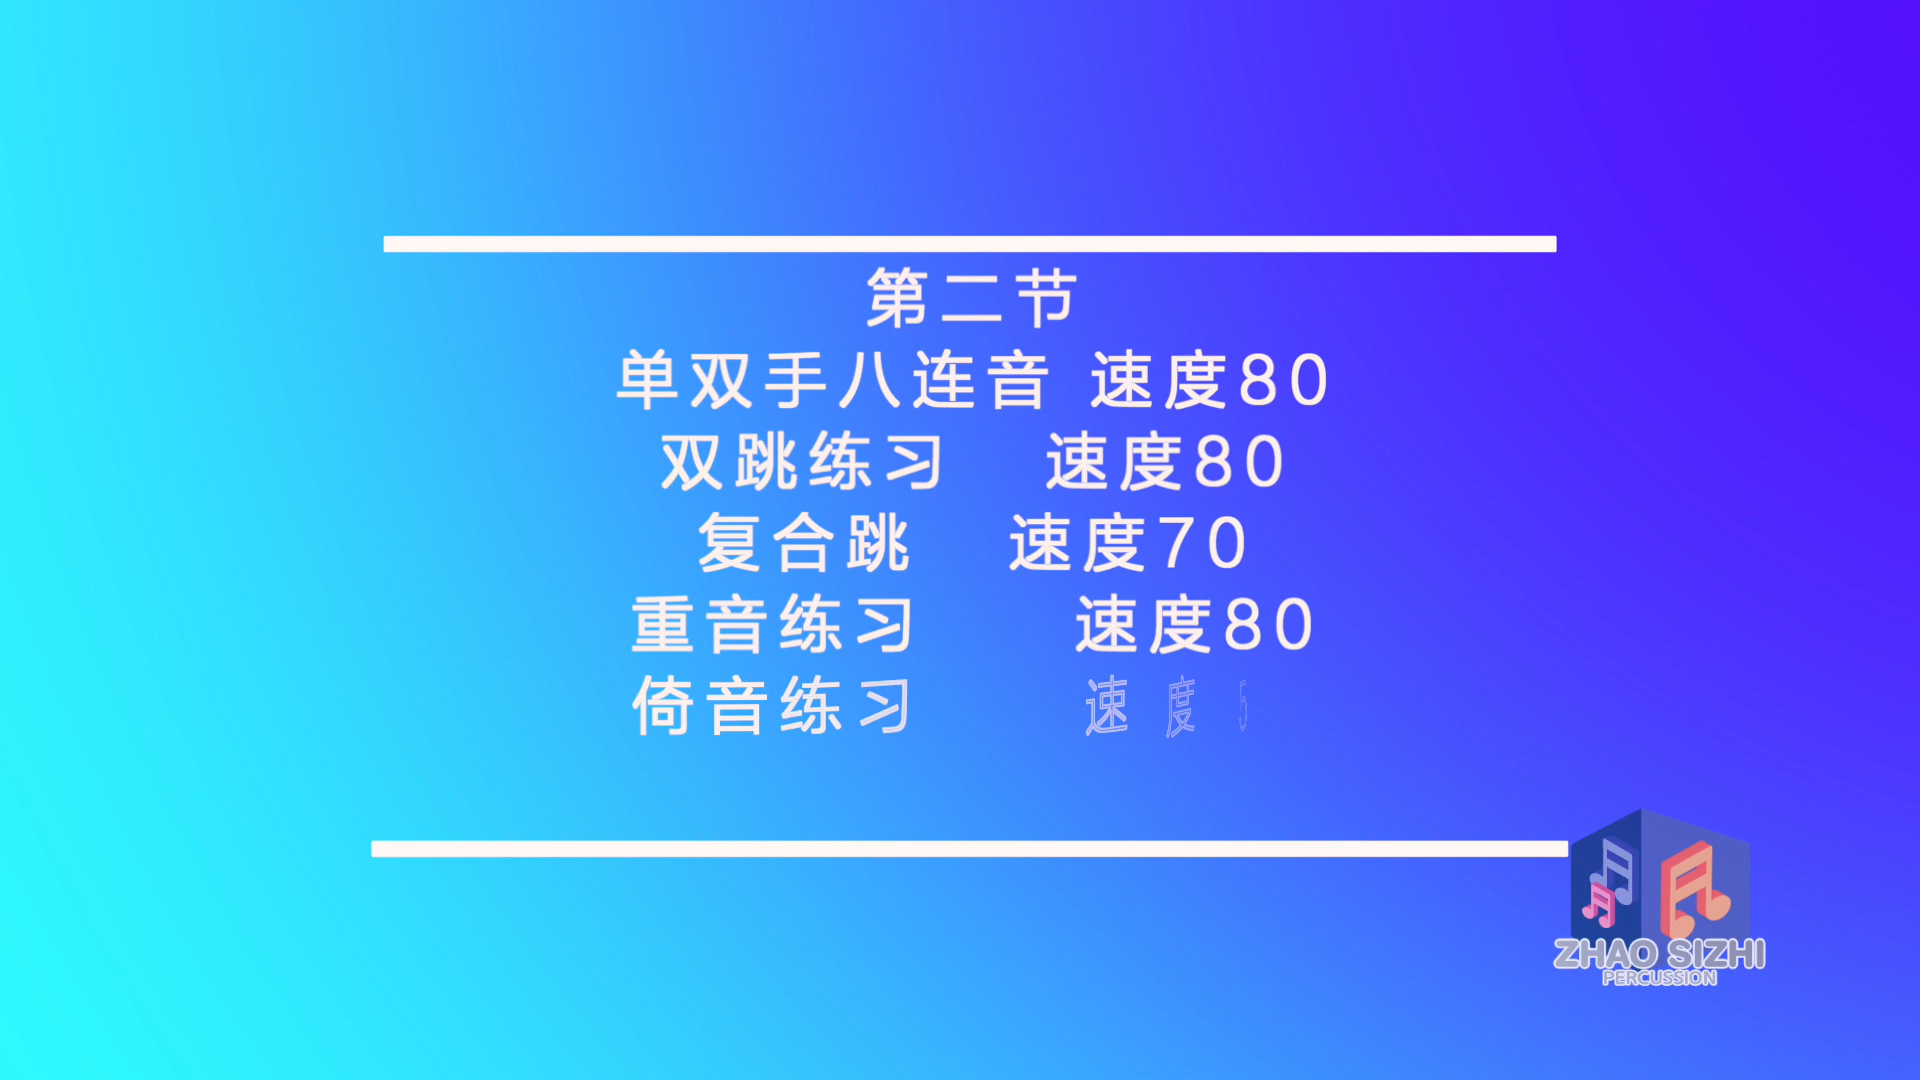 第二节
单双手八连音 速度80
双跳练习 速度80
复合跳 速度70
重音练习 速度80
倚音练习 速度5
ZHAO SIZHI
PERCUSSION